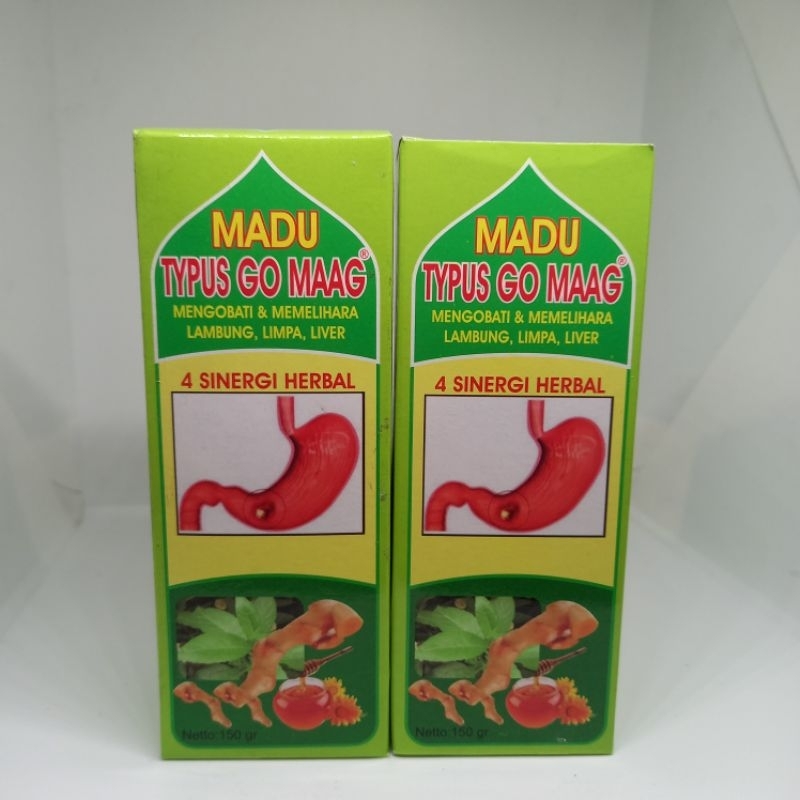 MADU
TYPUS GO MAAG®
MENGOBATI & MEMELIHARA
LAMBUNG, LIMPA, LIVER
4 SINERGI HERBAL
Netto:150 gr
MADU
TYPUS GO MAAG®
MENGOBATI & MEMELIHARA
LAMBUNG, LIMPA, LIVER
4 SINERGI HERBAL
Netto:150 gr